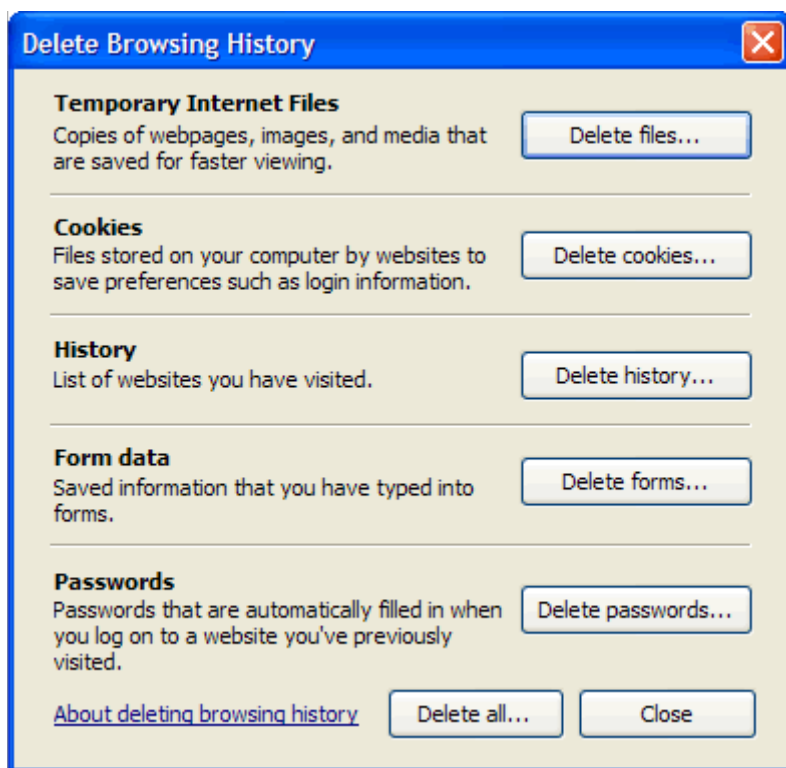 Delete Browsing History
Temporary Internet Files
Copies of webpages, images, and media that
are saved for faster viewing.
Delete files...
Cookies
Files stored on your computer by websites to
save preferences such as login information.
Delete cookies...
History
List of websites you have visited.
Delete history...
Form data
Saved information that you have typed into
forms.
Delete forms...
Passwords
Passwords that are automatically filled in when
you log on to a website you've previously
visited.
Delete passwords...
About deleting browsing history
Delete all...
Close